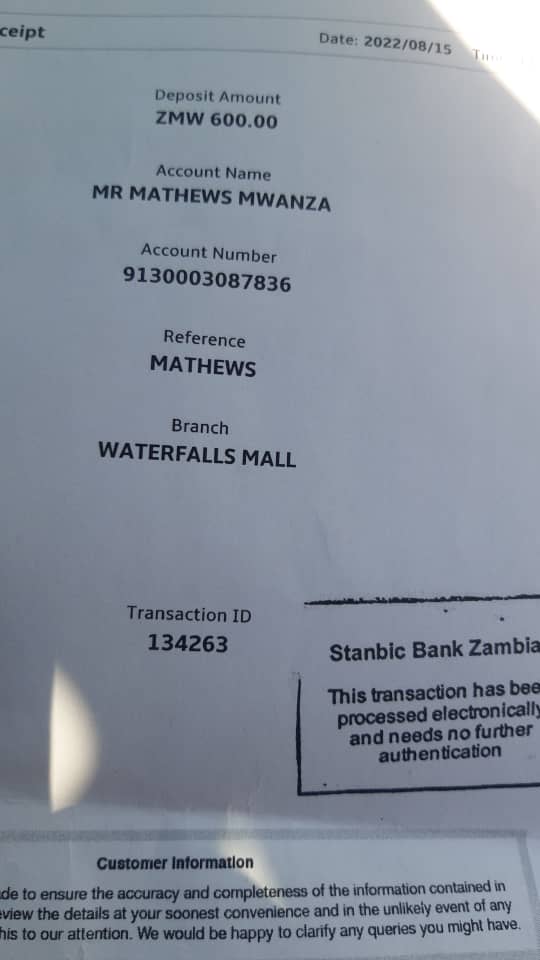 ceipt
Date: 2022/08/15
Deposit Amount
ZMW 600.00
Account Name
MR MATHEWS MWANZA
Account Number
9130003087836
Reference
MATHEWS
Branch
WATERFALLS MALL
Transaction ID
134263
Stanbic Bank Zambia
This transaction has bee
processed electronically
and needs no further
authentication
Customer Information
de to ensure the accuracy and completeness of the information contained in
eview the details at your soonest convenience and in the unlikely event of any
his to our attention. We would be happy to clarify any queries you might have.